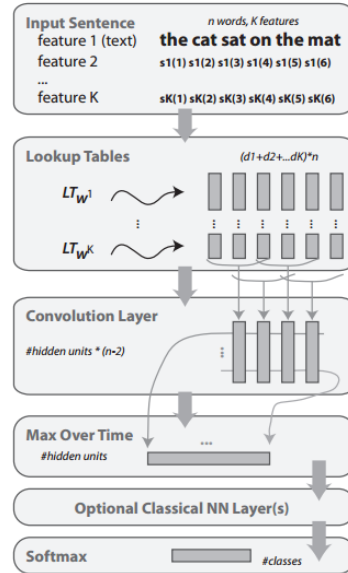 Input Sentence
n words, K features
feature 1 (text) the cat sat on the mat
feature 2 s1(1) s1(2) s1(3) s1(4) s1(5) s1(6)
...
feature K sK(1) sK(2) sK(3) sK(4) sK(5) sK(6)
Lookup Tables
(d1+d2+...dK)*n
LTw1
⋮
LTwK
Convolution Layer
#hidden units * (n-2)
Max Over Time
...
#hidden units
Optional Classical NN Layer(s)
Softmax
#classes